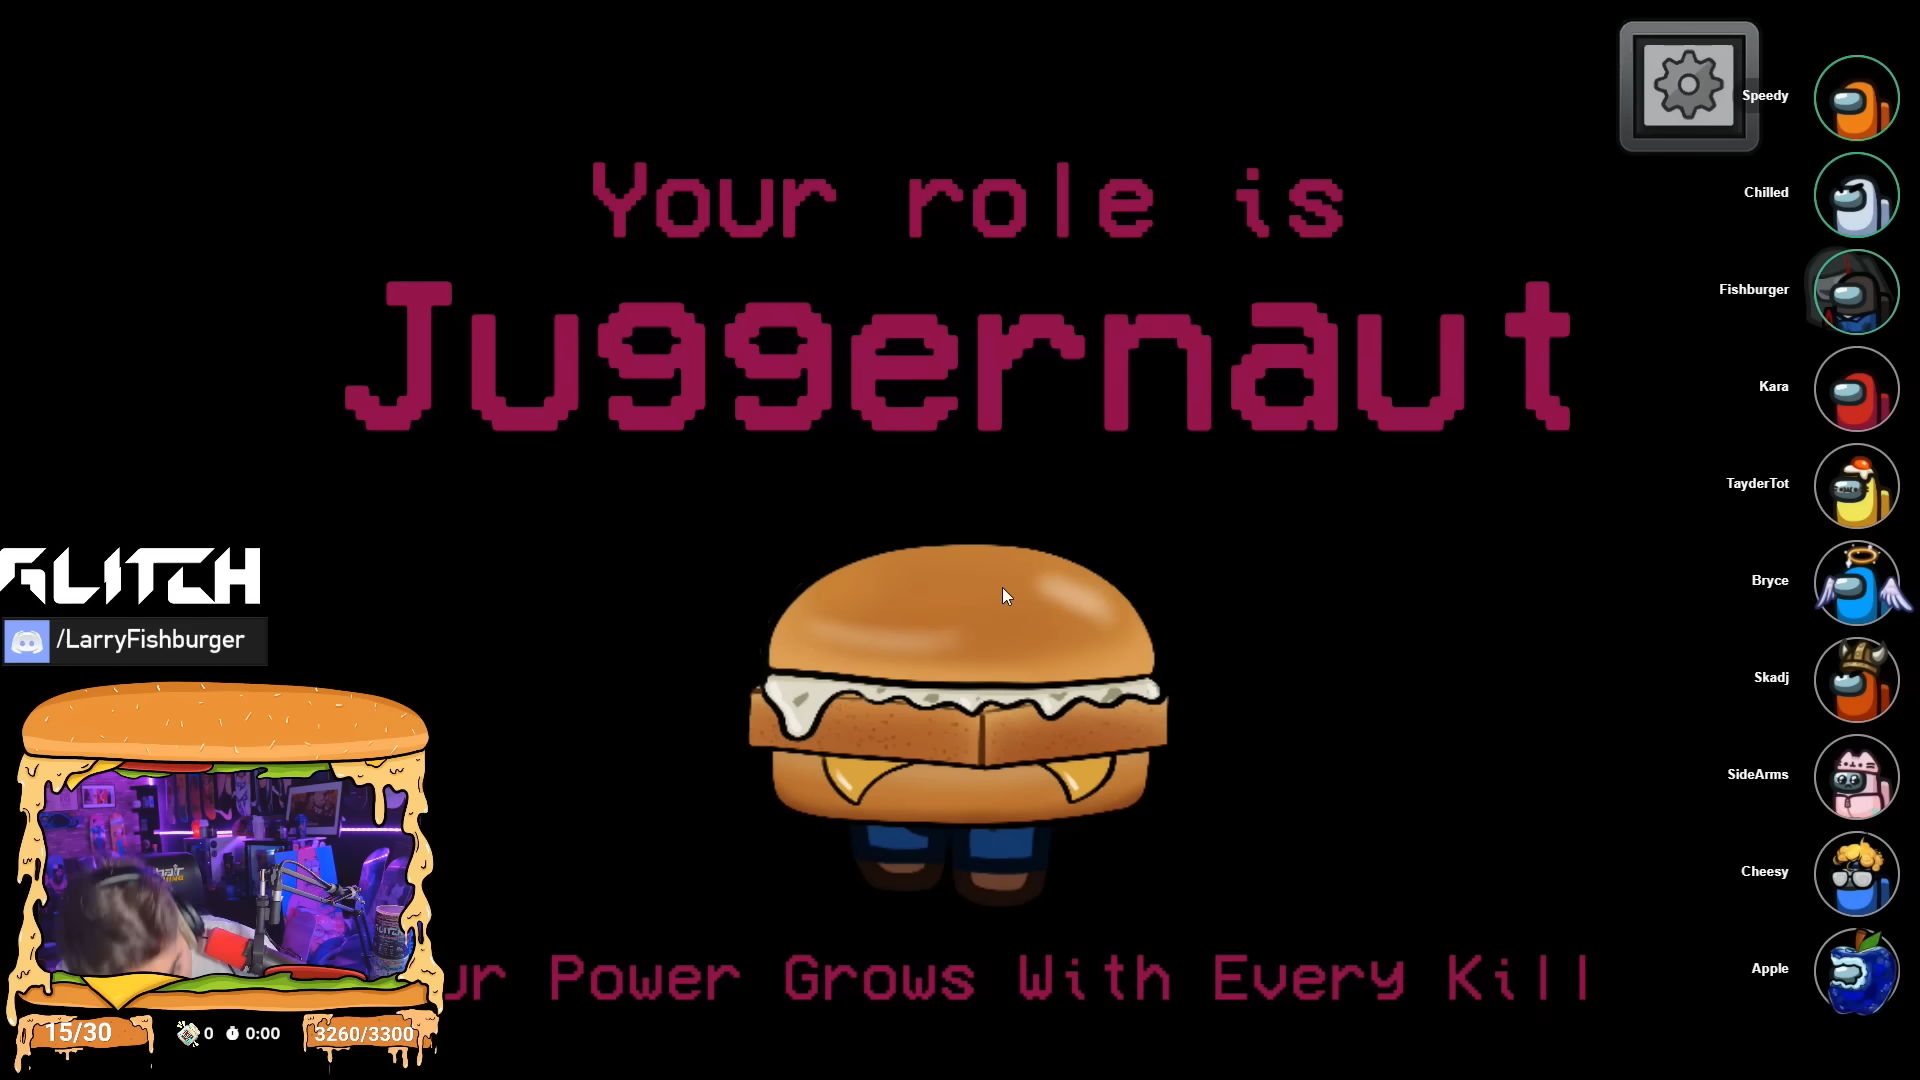 Your role is
Juggernaut
Speedy
Chilled
Fishburger
Kara
TayderTot
Bryce
Skadj
SideArms
Cheesy
Apple
GLITCH
/LarryFishburger
ur Power Grows With Every Kill
15/30
0
0:00
3260/3300